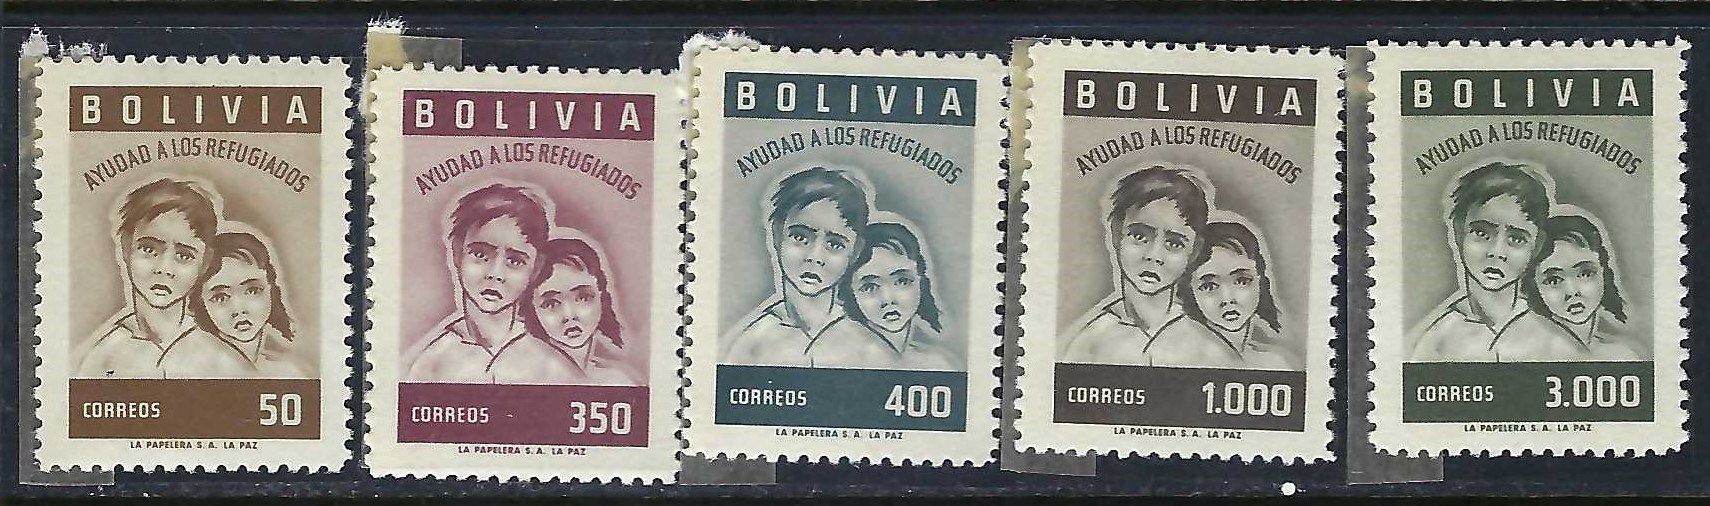 BOLIVIA
AYUDAD A LOS REFUGIADOS
CORREOS 50
LA PAPELERA S. A. LA PAZ
BOLIVIA
AYUDAD A LOS REFUGIADOS
CORREOS 350
LA PAPELERA S. A. LA PAZ
BOLIVIA
AYUDAD A LOS REFUGIADOS
CORREOS 400
LA PAPELERA S. A. LA PAZ
BOLIVIA
AYUDAD A LOS REFUGIADOS
CORREOS 1.000
LA PAPELERA S. A. LA PAZ
BOLIVIA
AYUDAD A LOS REFUGIADOS
CORREOS 3.000
LA PAPELERA S. A. LA PAZ